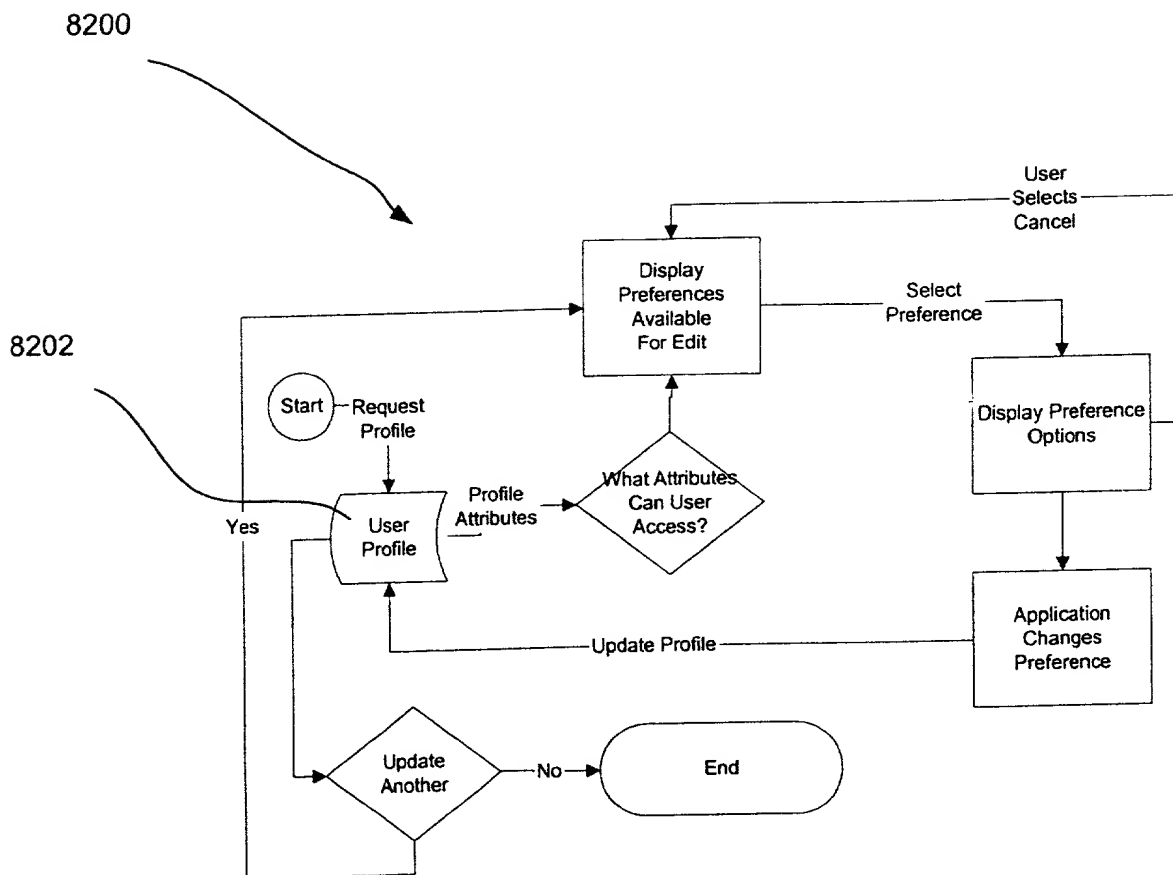 8200
User
Selects
Cancel
Display
Preferences
Available
For Edit
Select
Preference
8202
Start
Request
Profile
Display Preference
Options
What Attributes
Can User
Access?
Profile
Attributes
User
Profile
Yes
Application
Changes
Preference
Update Profile
Update
Another
No
End